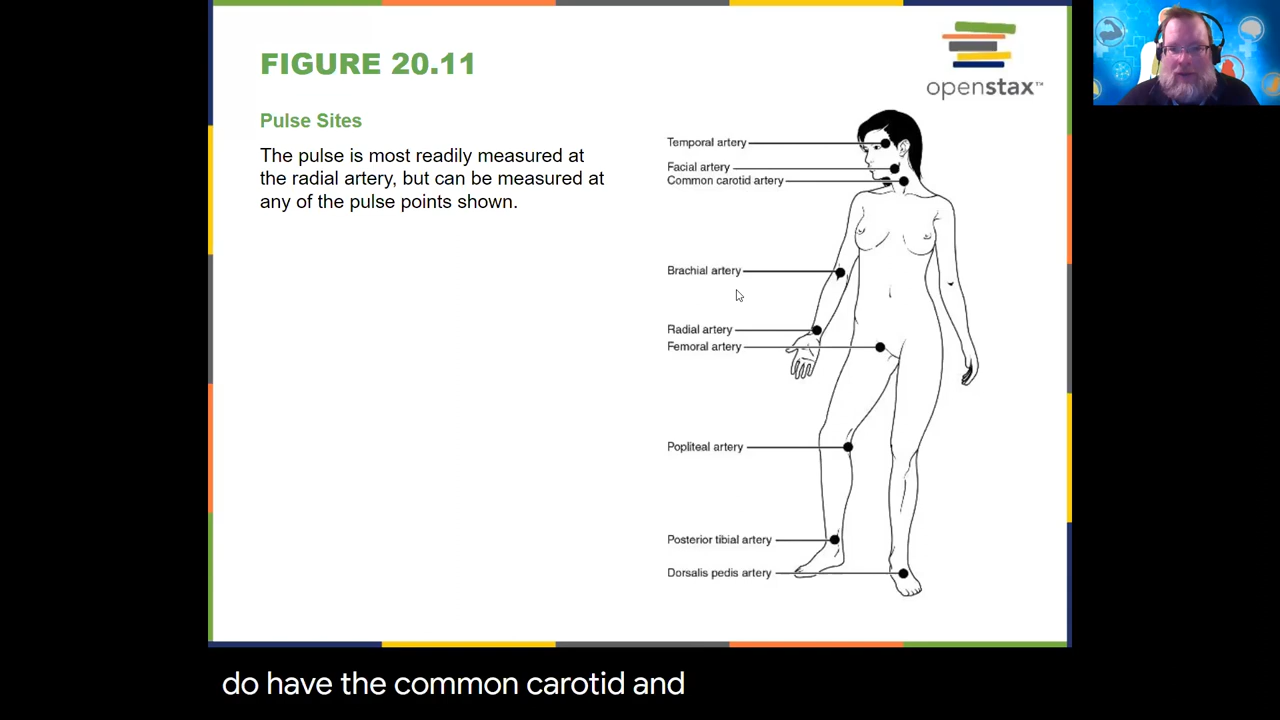 FIGURE 20.11
openstax™
Pulse Sites
The pulse is most readily measured at
the radial artery, but can be measured at
any of the pulse points shown.
Temporal artery
Facial artery
Common carotid artery
Brachial artery
Radial artery
Femoral artery
Popliteal artery
Posterior tibial artery
Dorsalis pedis artery
do have the common carotid and